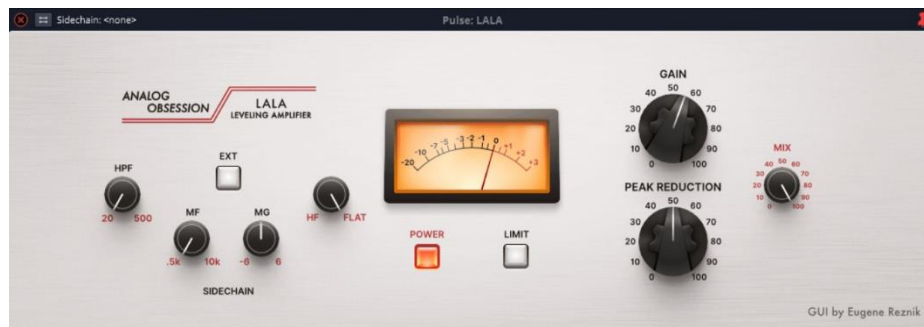 Sidechain: <none>
Pulse: LALA
ANALOG
OBSESSION
LALA
LEVELING AMPLIFIER
HPF
20 500
EXT
MF
.5k 10k
MG
-6 6
HF FLAT
SIDECHAIN
-20 -10 -7 -5 -3 -2 -1 0 +1 +2 +3
POWER
LIMIT
GAIN
0 10 20 30 40 50 60 70 80 90 100
PEAK REDUCTION
0 10 20 30 40 50 60 70 80 90 100
MIX
0 10 20 30 40 50 60 70 80 90 100
GUI by Eugene Reznik